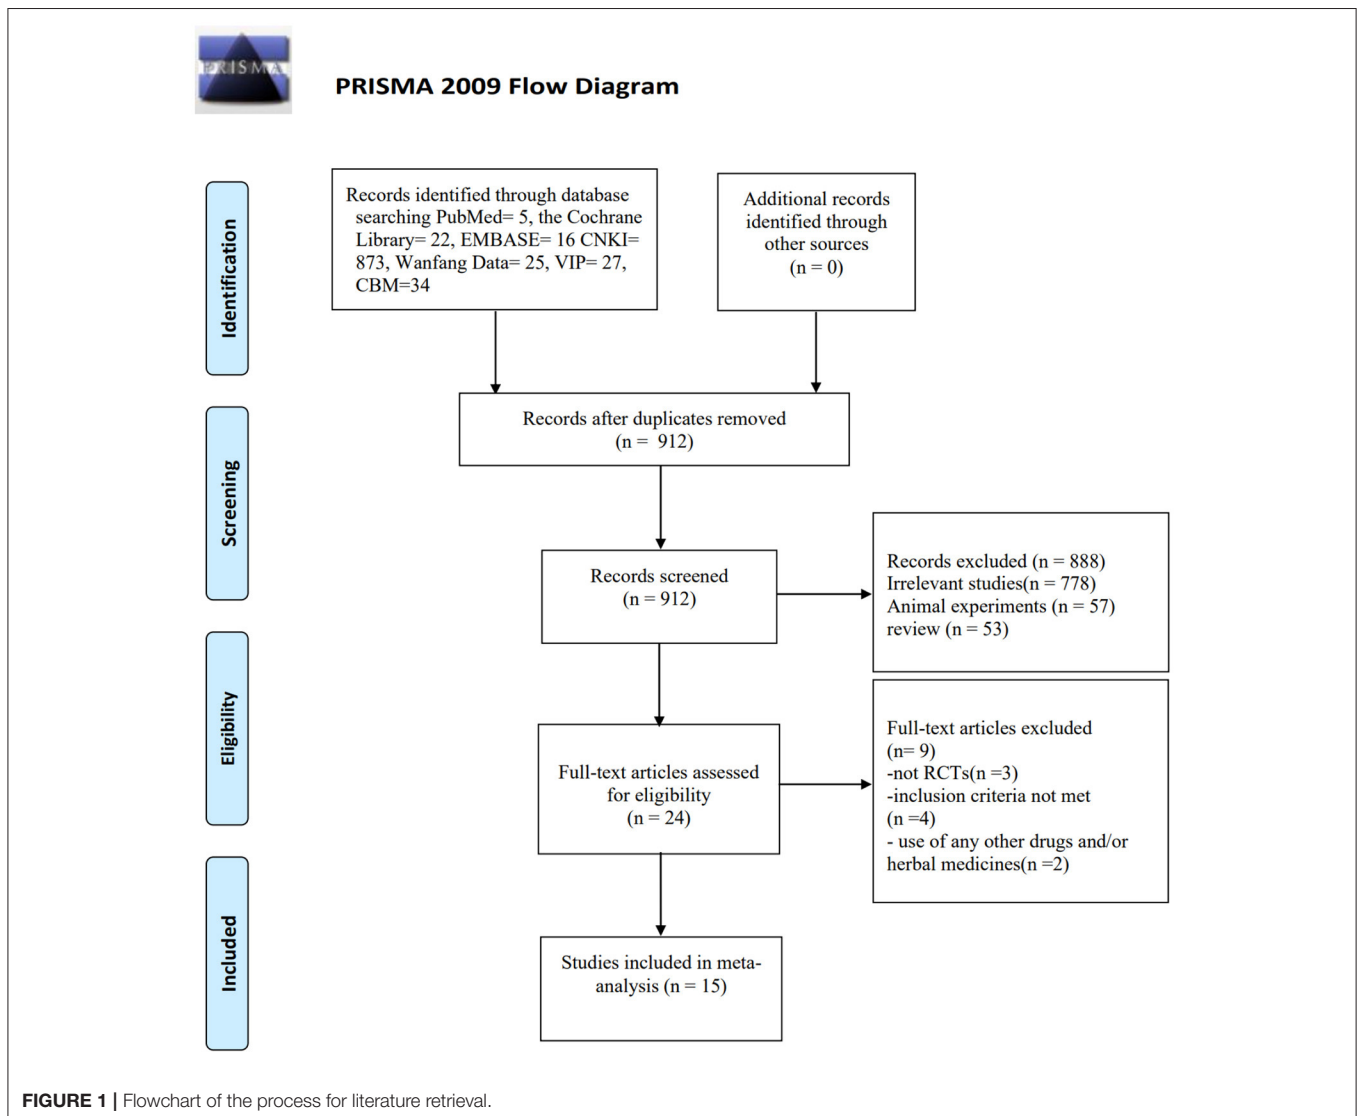 PRISMA
PRISMA 2009 Flow Diagram
Identification
Records identified through database
searching PubMed= 5, the Cochrane
Library= 22, EMBASE= 16 CNKI=
873, Wanfang Data= 25, VIP= 27,
CBM=34
Additional records
identified through
other sources
(n = 0)
Records after duplicates removed
(n =  912)
Screening
Records screened
(n = 912)
Records excluded (n = 888)
Irrelevant studies(n = 778)
Animal experiments (n = 57)
review (n = 53)
Eligibility
Full-text articles assessed
for eligibility
(n = 24)
Full-text articles excluded
(n= 9)
-not RCTs(n =3)
-inclusion criteria not met
(n =4)
- use of any other drugs and/or
herbal medicines(n =2)
Included
Studies included in meta-
analysis (n = 15)
FIGURE 1 | Flowchart of the process for literature retrieval.